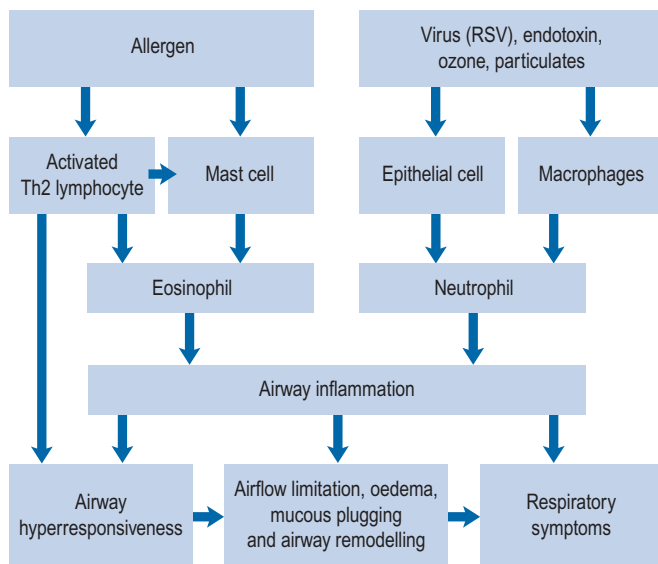 Allergen
Virus (RSV), endotoxin,
ozone, particulates
Activated
Th2 lymphocyte
Mast cell
Epithelial cell
Macrophages
Eosinophil
Neutrophil
Airway inflammation
Airway
hyperresponsiveness
Airflow limitation, oedema,
mucous plugging
and airway remodelling
Respiratory
symptoms